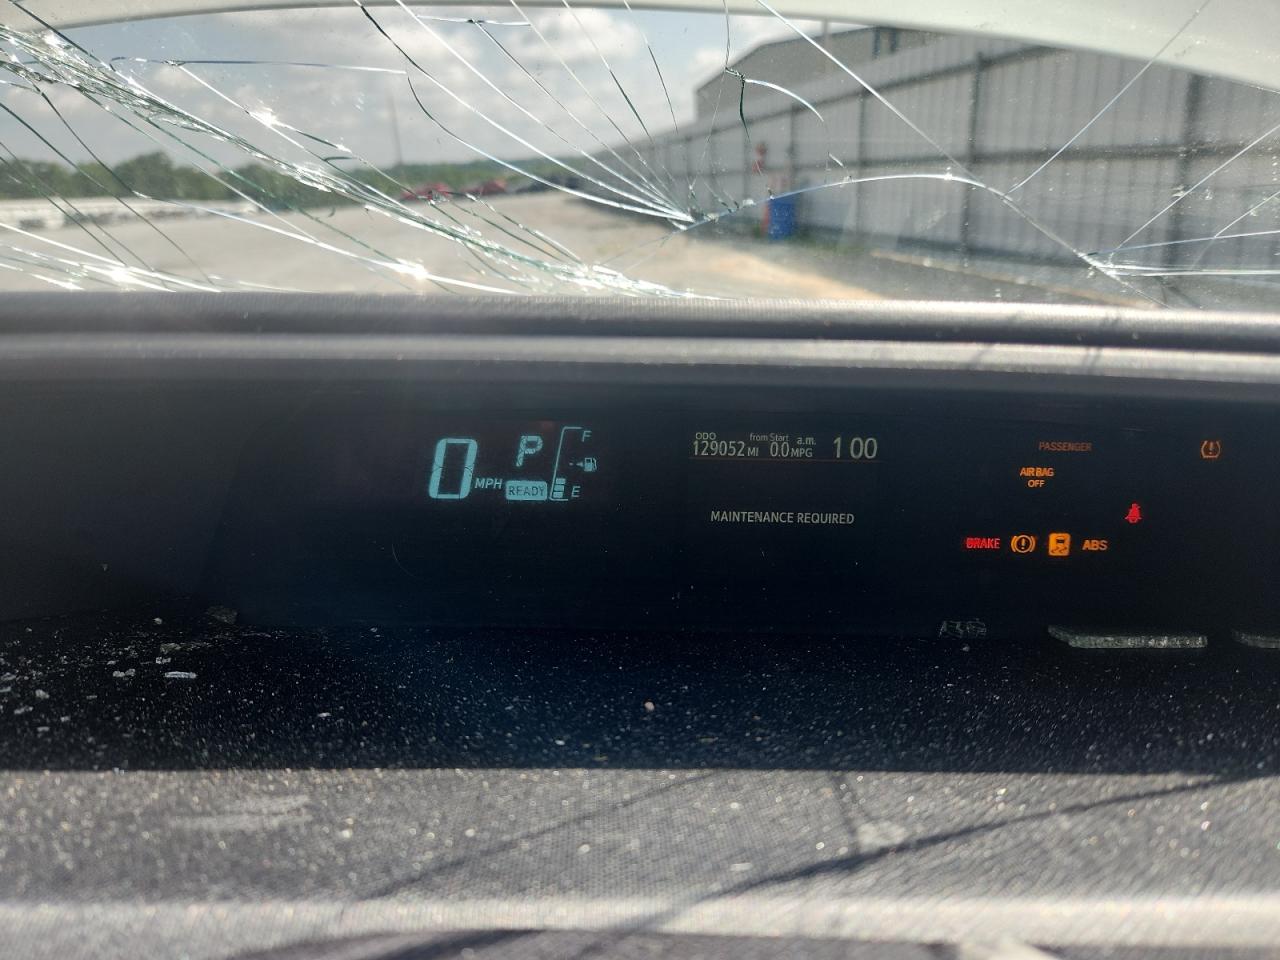 0 MPH
P
READY
F
E
ODO
129052 MI
from Start
0.0 MPG
a.m.
1 00
MAINTENANCE REQUIRED
PASSENGER
AIR BAG
OFF
BRAKE
ABS